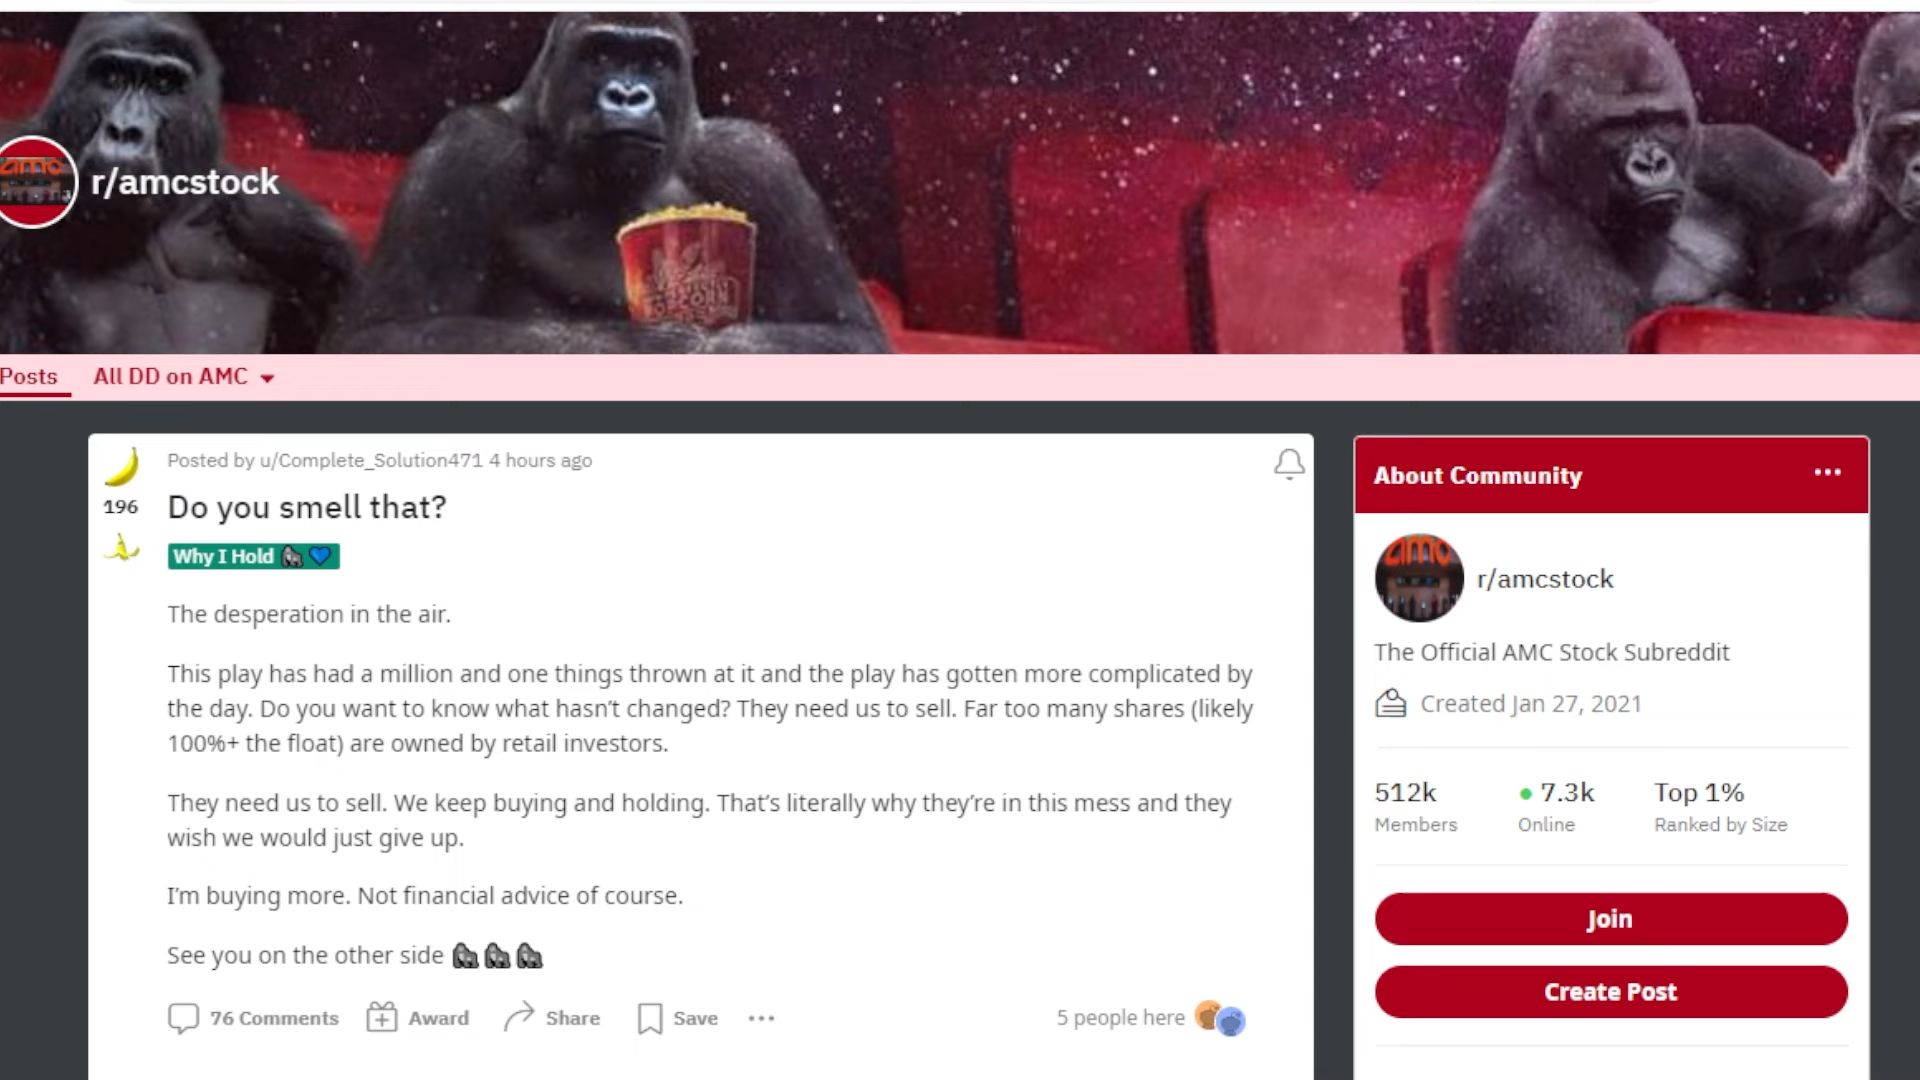 amc
r/amcstock
POPCORN
Posts
All DD on AMC
Posted by u/Complete_Solution471 4 hours ago
196
Do you smell that?
Why I Hold 🦍 💙
The desperation in the air.
This play has had a million and one things thrown at it and the play has gotten more complicated by
the day. Do you want to know what hasn’t changed? They need us to sell. Far too many shares (likely
100%+ the float) are owned by retail investors.
They need us to sell. We keep buying and holding. That’s literally why they’re in this mess and they
wish we would just give up.
I’m buying more. Not financial advice of course.
See you on the other side 🦍🦍🦍
76 Comments
Award
Share
Save
5 people here
About Community
amc
r/amcstock
The Official AMC Stock Subreddit
Created Jan 27, 2021
512k
7.3k
Top 1%
Members
Online
Ranked by Size
Join
Create Post